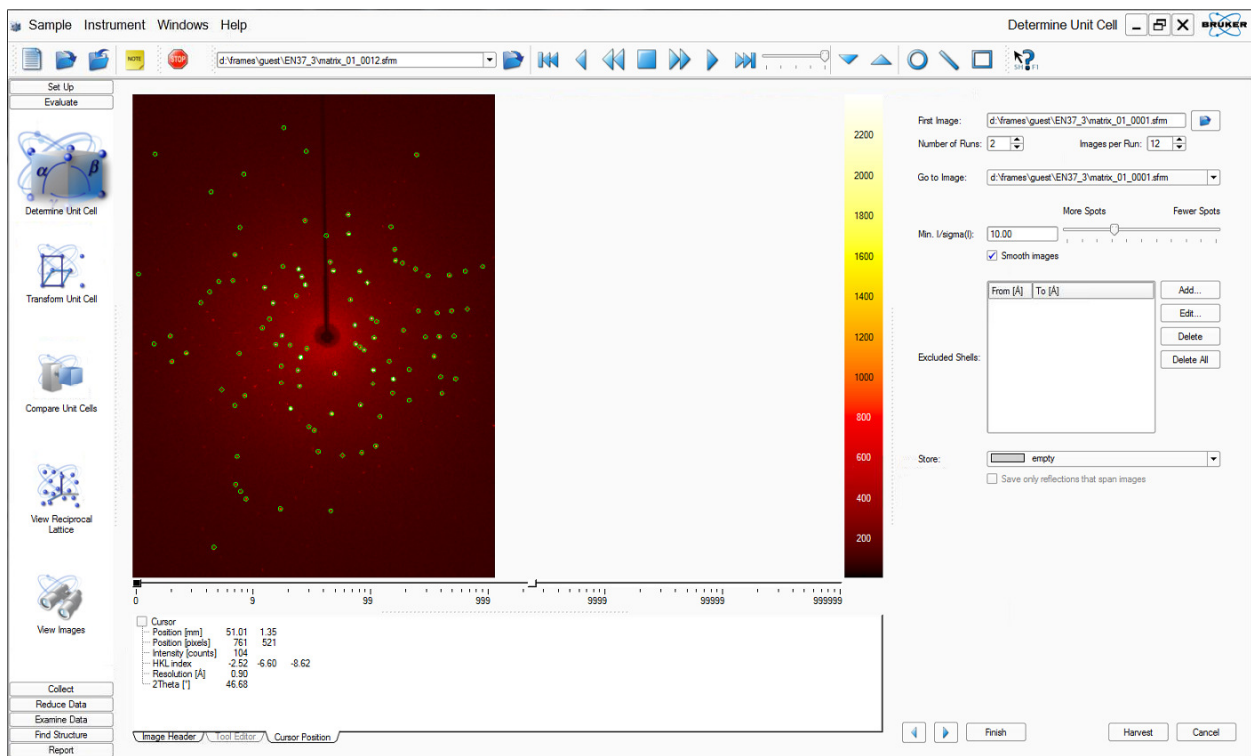 Sample Instrument Windows Help
Determine Unit Cell
BRUKER
NOTE
STOP
d:\frames\guest\EN37_3\matrix_01_0012.sfrm
Set Up
Evaluate
α β
Determine Unit Cell
Transform Unit Cell
Compare Unit Cells
View Reciprocal
Lattice
View Images
Collect
Reduce Data
Examine Data
Find Structure
Report
2200
2000
1800
1600
1400
1200
1000
800
600
400
200
0 9 99 999 9999 99999 999999
Cursor
Position [mm] 51.01 1.35
Position [pixels] 761 521
Intensity [counts] 104
HKL index -2.52 -6.60 -8.62
Resolution [Å] 0.90
2Theta [°] 46.68
Image Header Tool Editor Cursor Position
First Image: d:\frames\guest\EN37_3\matrix_01_0001.sfrm
Number of Runs: 2 Images per Run: 12
Go to Image: d:\frames\guest\EN37_3\matrix_01_0001.sfrm
More Spots Fewer Spots
Min. I/sigma(I): 10.00
Smooth images
From [Å] To [Å]
Add...
Edit...
Delete
Delete All
Excluded Shells:
Store: empty
Save only reflections that span images
Finish Harvest Cancel